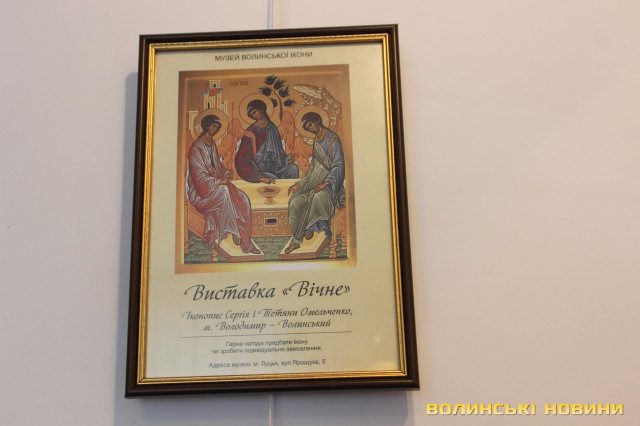 МУЗЕЙ ВОЛИНСЬКОЇ ІКОНИ
Виставка «Вічне»
Іконопис Сергія і Тетяни Омельченко,
м. Володимир – Волинський
Гарна нагода придбати ікону
чи зробити індивідуальне замовлення.
Адреса музею: м. Луцьк, вул Ярощука, 5
ВОЛИНСЬКІ НОВИНИ